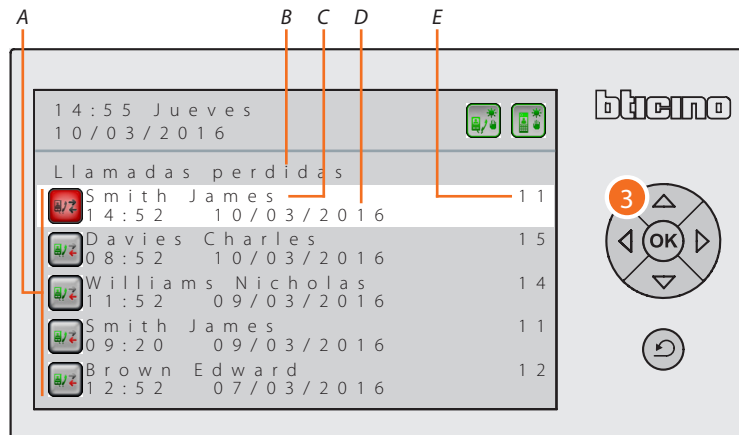 A B C D E
bticino
14:55 Jueves
10/03/2016
Llamadas perdidas
Smith James 11
14:52 10/03/2016
Davies Charles 15
08:52 10/03/2016
Williams Nicholas 14
11:52 09/03/2016
Smith James 11
09:20 09/03/2016
Brown Edward 12
12:52 07/03/2016
3
OK